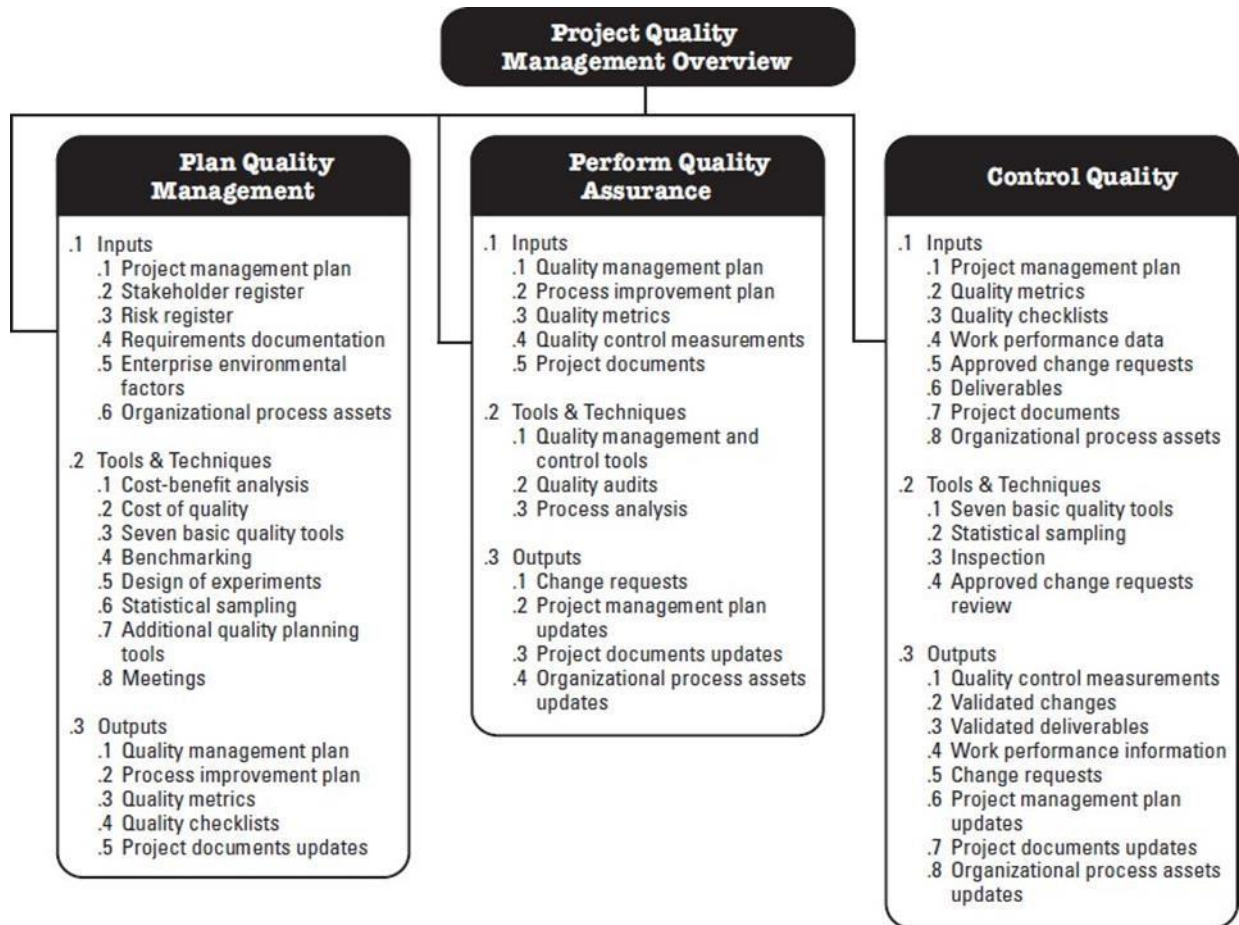 Project Quality
Management Overview
Plan Quality
Management
.1 Inputs
.1 Project management plan
.2 Stakeholder register
.3 Risk register
.4 Requirements documentation
.5 Enterprise environmental
factors
.6 Organizational process assets
.2 Tools & Techniques
.1 Cost-benefit analysis
.2 Cost of quality
.3 Seven basic quality tools
.4 Benchmarking
.5 Design of experiments
.6 Statistical sampling
.7 Additional quality planning
tools
.8 Meetings
.3 Outputs
.1 Quality management plan
.2 Process improvement plan
.3 Quality metrics
.4 Quality checklists
.5 Project documents updates
Perform Quality
Assurance
.1 Inputs
.1 Quality management plan
.2 Process improvement plan
.3 Quality metrics
.4 Quality control measurements
.5 Project documents
.2 Tools & Techniques
.1 Quality management and
control tools
.2 Quality audits
.3 Process analysis
.3 Outputs
.1 Change requests
.2 Project management plan
updates
.3 Project documents updates
.4 Organizational process assets
updates
Control Quality
.1 Inputs
.1 Project management plan
.2 Quality metrics
.3 Quality checklists
.4 Work performance data
.5 Approved change requests
.6 Deliverables
.7 Project documents
.8 Organizational process assets
.2 Tools & Techniques
.1 Seven basic quality tools
.2 Statistical sampling
.3 Inspection
.4 Approved change requests
review
.3 Outputs
.1 Quality control measurements
.2 Validated changes
.3 Validated deliverables
.4 Work performance information
.5 Change requests
.6 Project management plan
updates
.7 Project documents updates
.8 Organizational process assets
updates